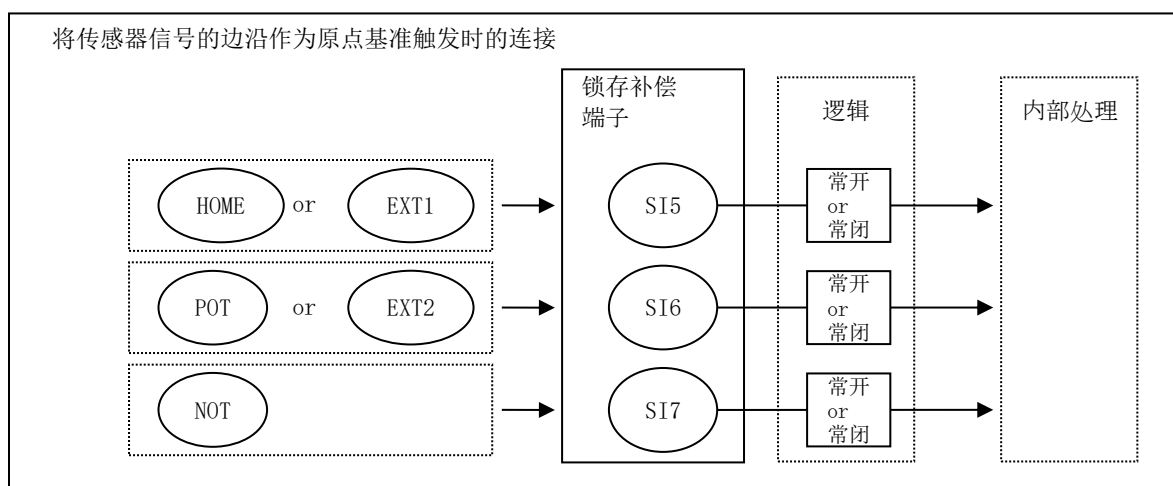 将传感器信号的边沿作为原点基准触发时的连接
锁存补偿
端子
逻辑
内部处理
HOME or EXT1
SI5
常开
or
常闭
POT or EXT2
SI6
常开
or
常闭
NOT
SI7
常开
or
常闭